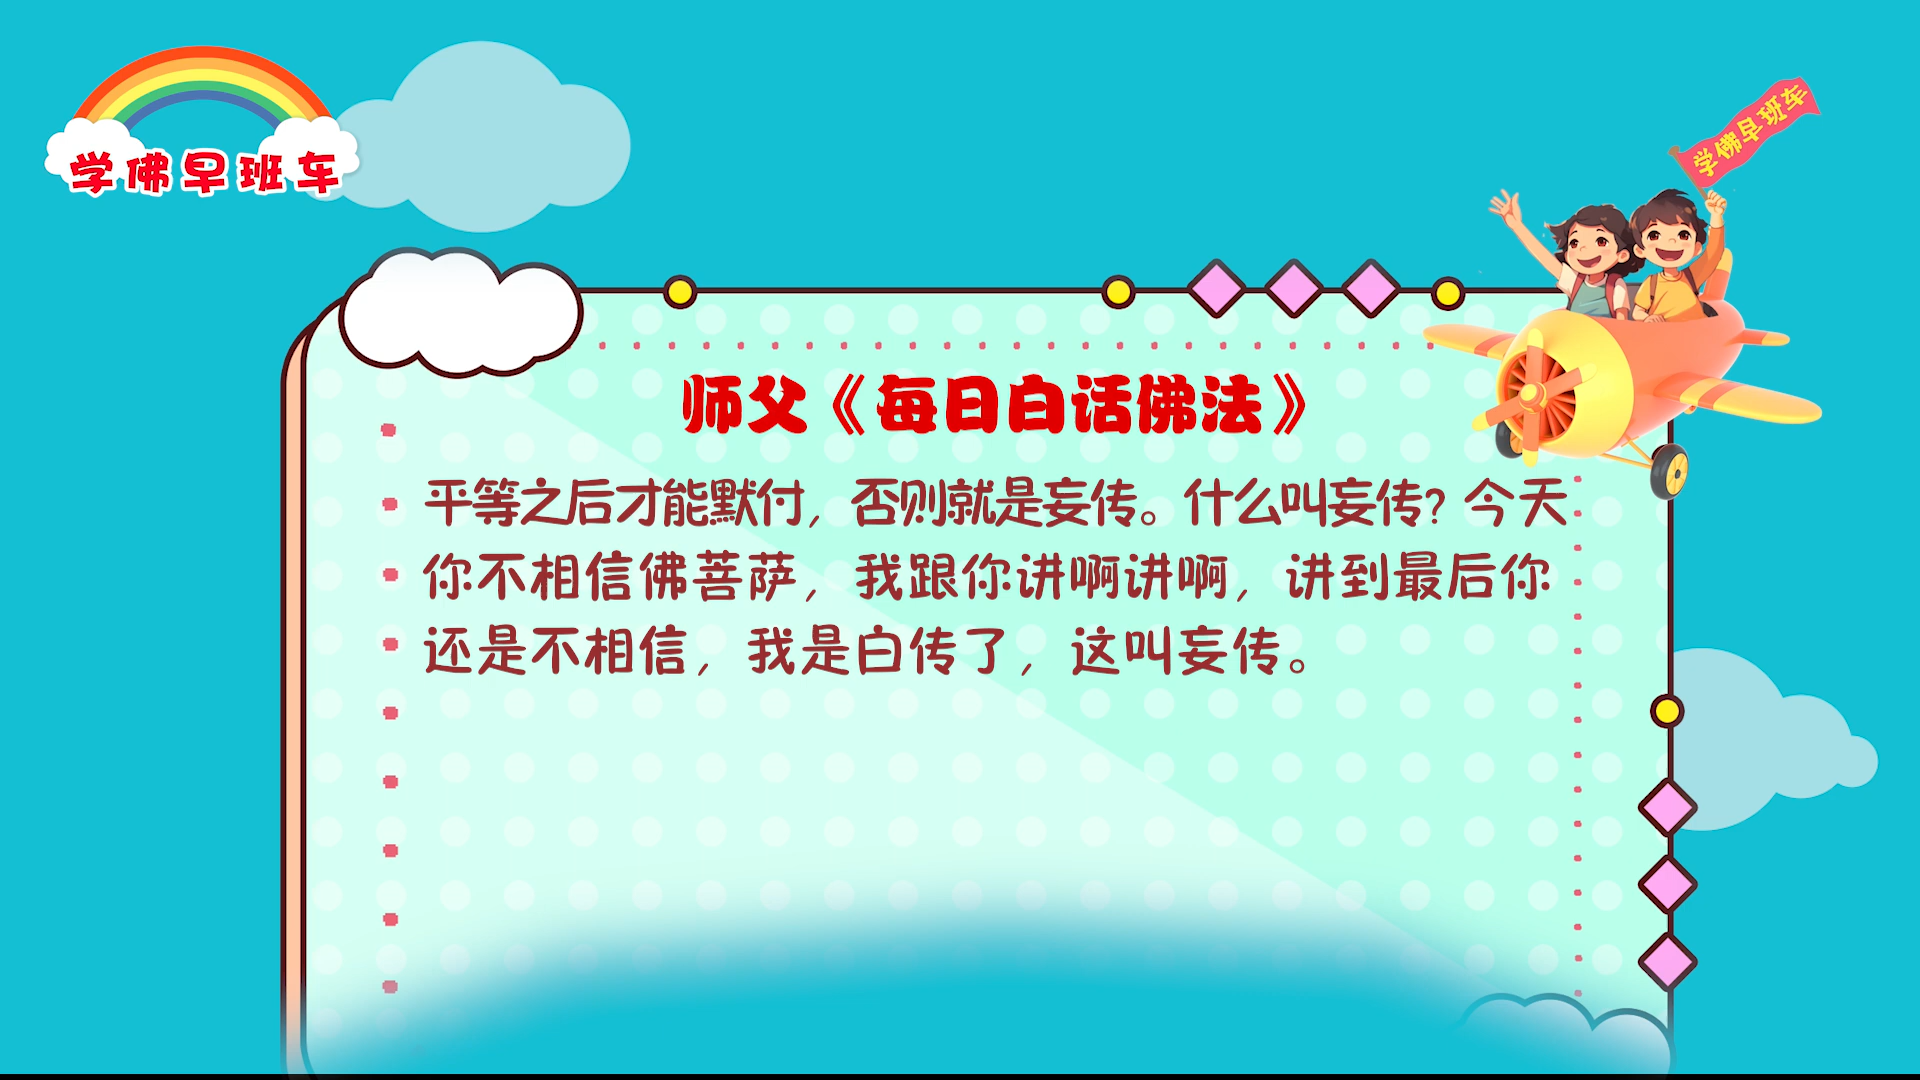 学佛早班车
学佛早班车
师父《每日白话佛法》
平等之后才能默付，否则就是妄传。什么叫妄传？今天
你不相信佛菩萨，我跟你讲啊讲啊，讲到最后你
还是不相信，我是白传了，这叫妄传。